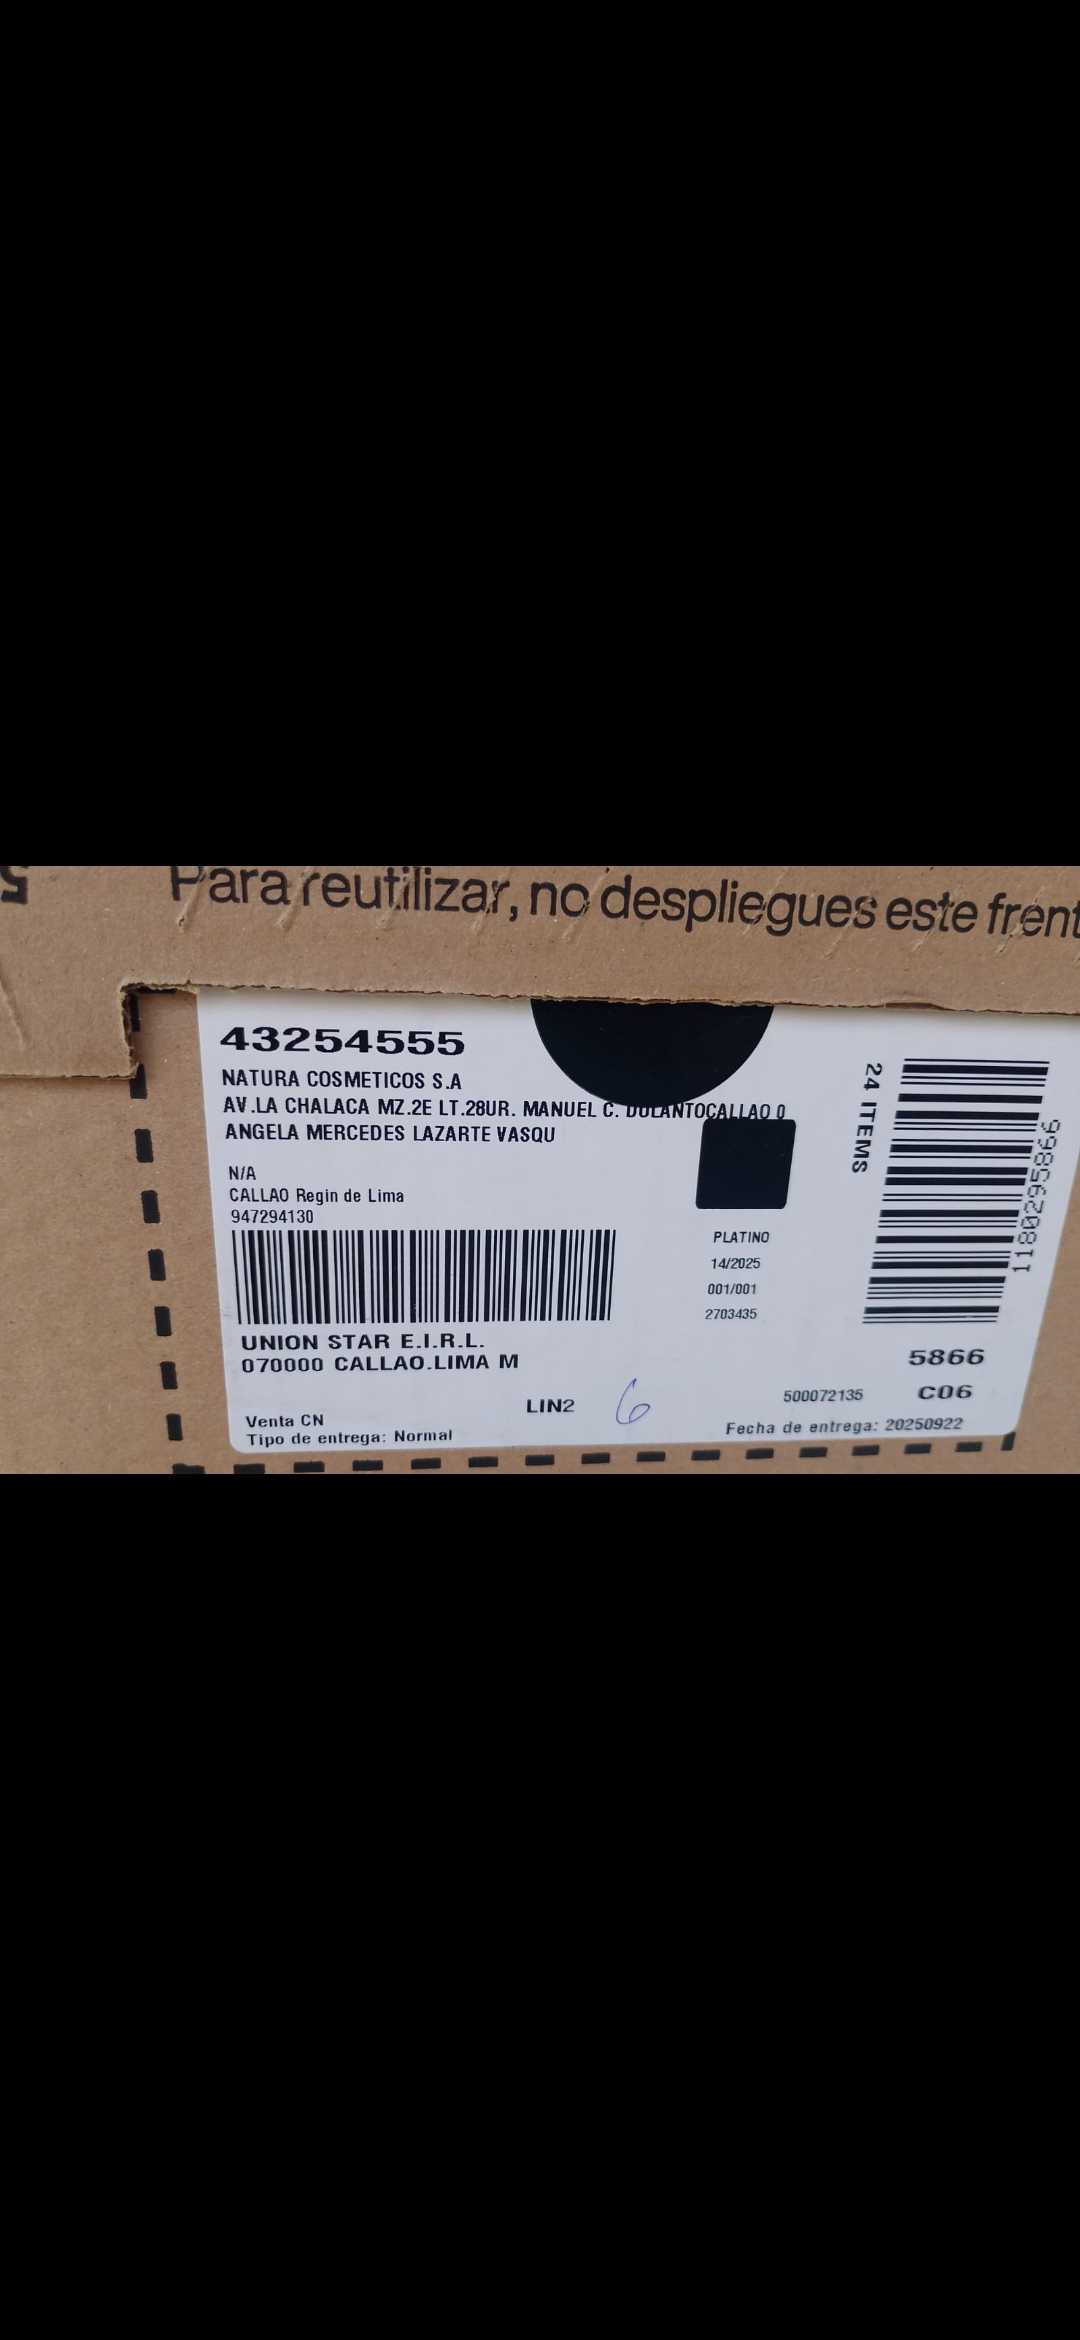 Para reutilizar, no despliegues este frent
5
43254555
NATURA COSMETICOS S.A
AV.LA CHALACA MZ.2E LT.28UR. MANUEL C. DULANTOCALLAO 0
ANGELA MERCEDES LAZARTE VASQU
N/A
CALLAO Regin de Lima
947294130
UNION STAR E.I.R.L.
070000 CALLAO.LIMA M
LIN2
6
Venta CN
Tipo de entrega: Normal
PLATINO
14/2025
001/001
2703435
24 ITEMS
1180295866
5866
500072135
C06
Fecha de entrega: 20250922